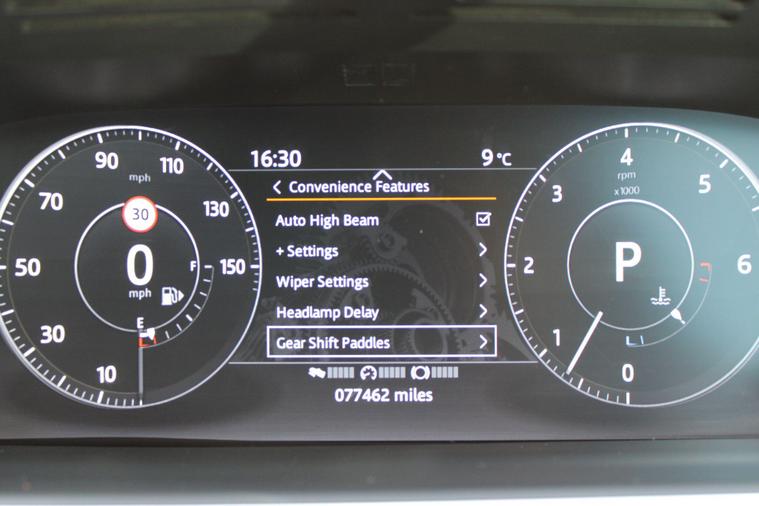 90
110
mph
70
130
30
0
mph
50
150
F
E
30
10
16:30
9°C
Convenience Features
Auto High Beam
+ Settings
Wiper Settings
Headlamp Delay
Gear Shift Paddles
077462 miles
4
rpm
x1000
3
5
2
P
6
1
0